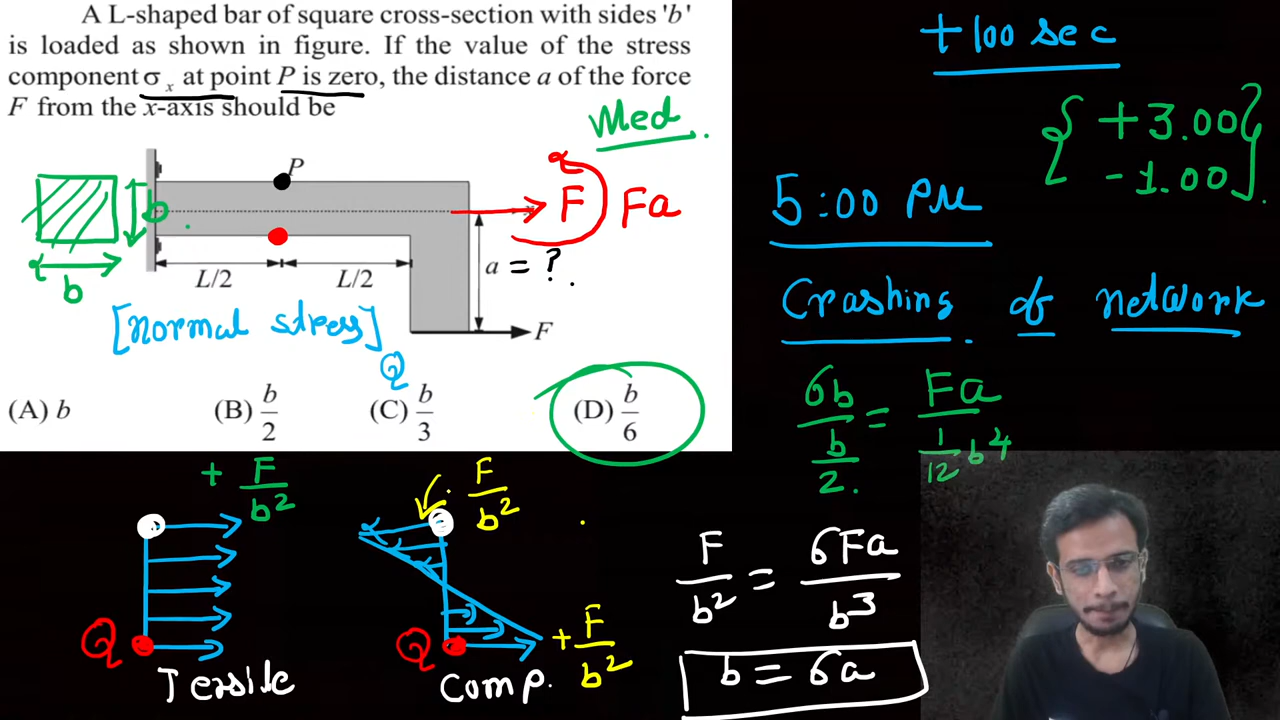 A L-shaped bar of square cross-section with sides 'b'
is loaded as shown in figure. If the value of the stress
component σx at point P is zero, the distance a of the force
F from the x-axis should be
Med.
P
F
Fa
b
b
L/2
L/2
a = ?
F
[normal stress]
Q
(A) b
(B) b/2
(C) b/3
(D) b/6
+100 sec
{ +3.00
-1.00 }
5:00 PM
Crashing of network
σb / (b/2) = Fa / (1/12 b⁴)
F/b² = 6Fa/b³
b = 6a
+ F/b²
Q
Tensile
F/b²
Q
+ F/b²
Comp.